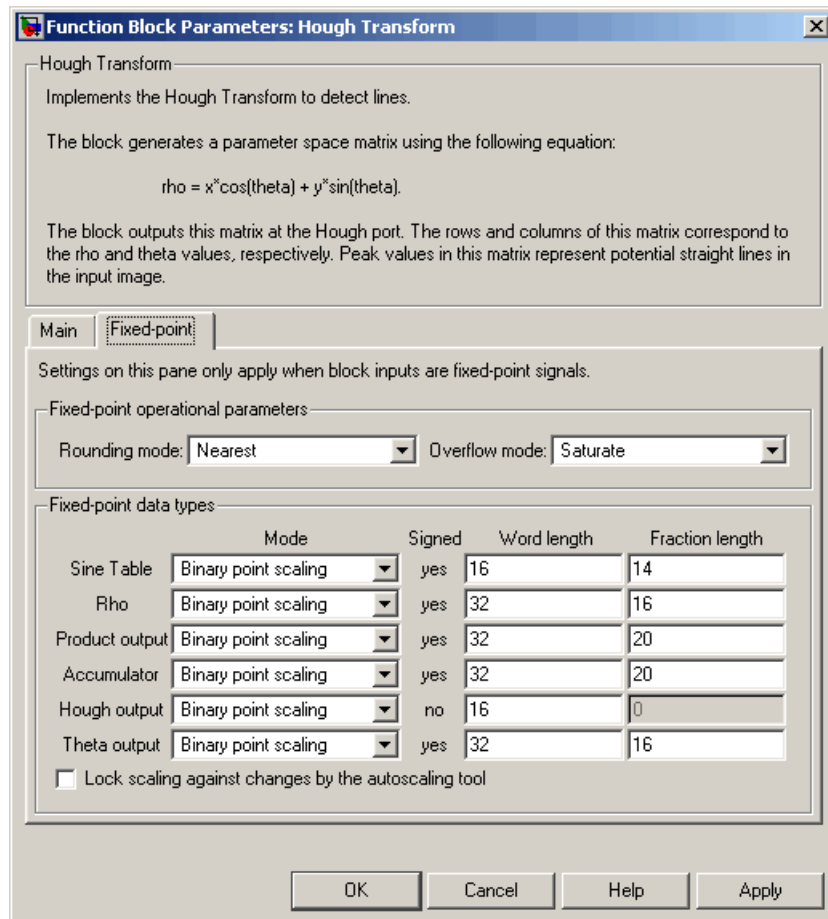 Function Block Parameters: Hough Transform
Hough Transform
Implements the Hough Transform to detect lines.
The block generates a parameter space matrix using the following equation:
rho = x*cos(theta) + y*sin(theta).
The block outputs this matrix at the Hough port. The rows and columns of this matrix correspond to
the rho and theta values, respectively. Peak values in this matrix represent potential straight lines in
the input image.
Main Fixed-point
Settings on this pane only apply when block inputs are fixed-point signals.
Fixed-point operational parameters
Rounding mode: Nearest Overflow mode: Saturate
Fixed-point data types
Mode Signed Word length Fraction length
Sine Table Binary point scaling yes 16 14
Rho Binary point scaling yes 32 16
Product output Binary point scaling yes 32 20
Accumulator Binary point scaling yes 32 20
Hough output Binary point scaling no 16 0
Theta output Binary point scaling yes 32 16
Lock scaling against changes by the autoscaling tool
OK Cancel Help Apply